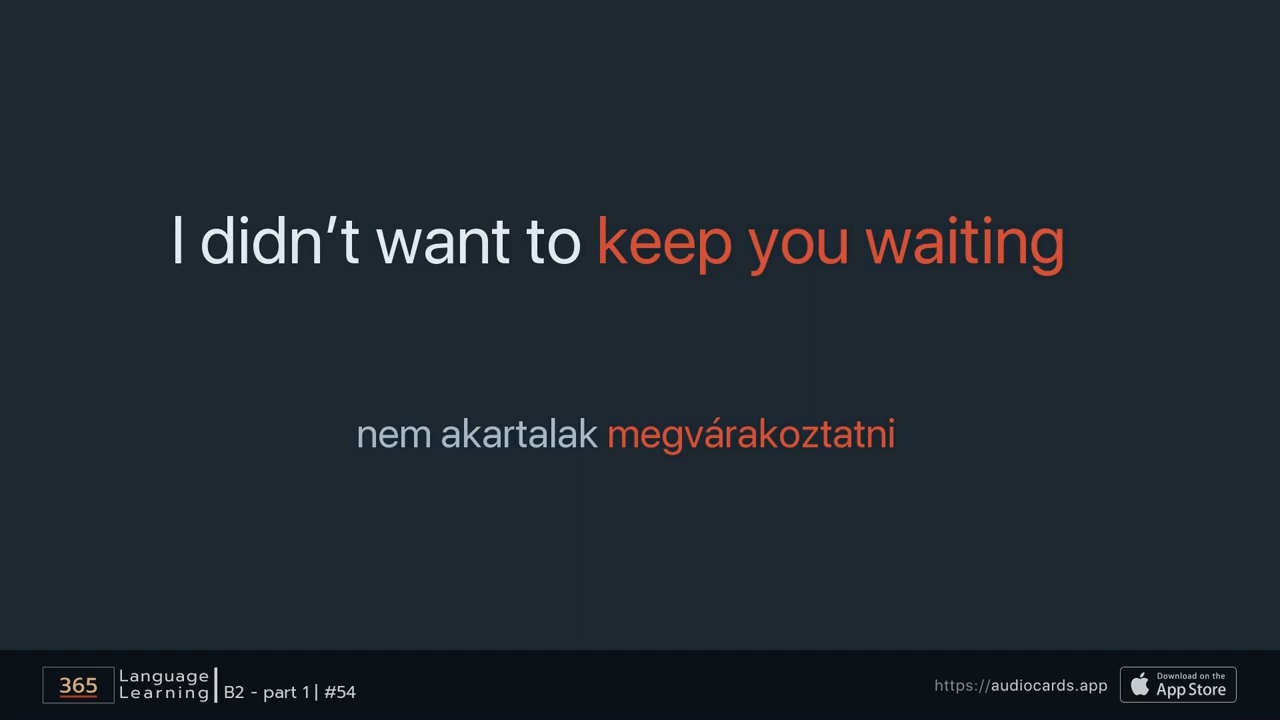 I didn’t want to keep you waiting
nem akartalak megvárakoztatni
365
Language
Learning
B2 - part 1 | #54
https://audiocards.app
Download on the
App Store